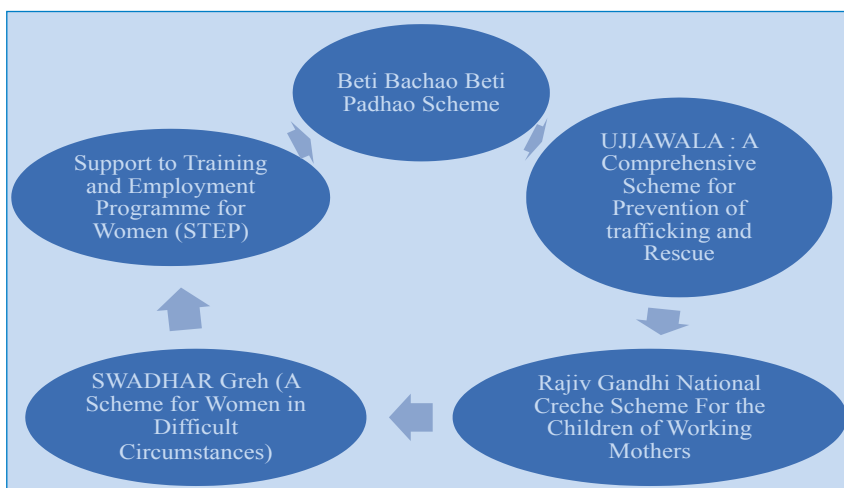 Beti Bachao Beti
Padhao Scheme
UJJAWALA : A
Comprehensive
Scheme for
Prevention of
trafficking and
Rescue
Rajiv Gandhi National
Creche Scheme For the
Children of Working
Mothers
SWADHAR Greh (A
Scheme for Women in
Difficult
Circumstances)
Support to Training
and Employment
Programme for
Women (STEP)